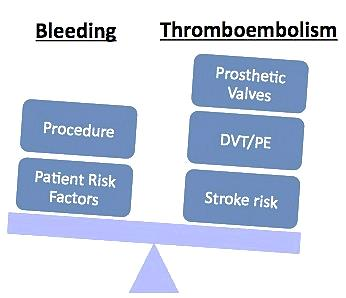 Bleeding
Thromboembolism
Prosthetic
Valves
Procedure
DVT/PE
Patient Risk
Factors
Stroke risk